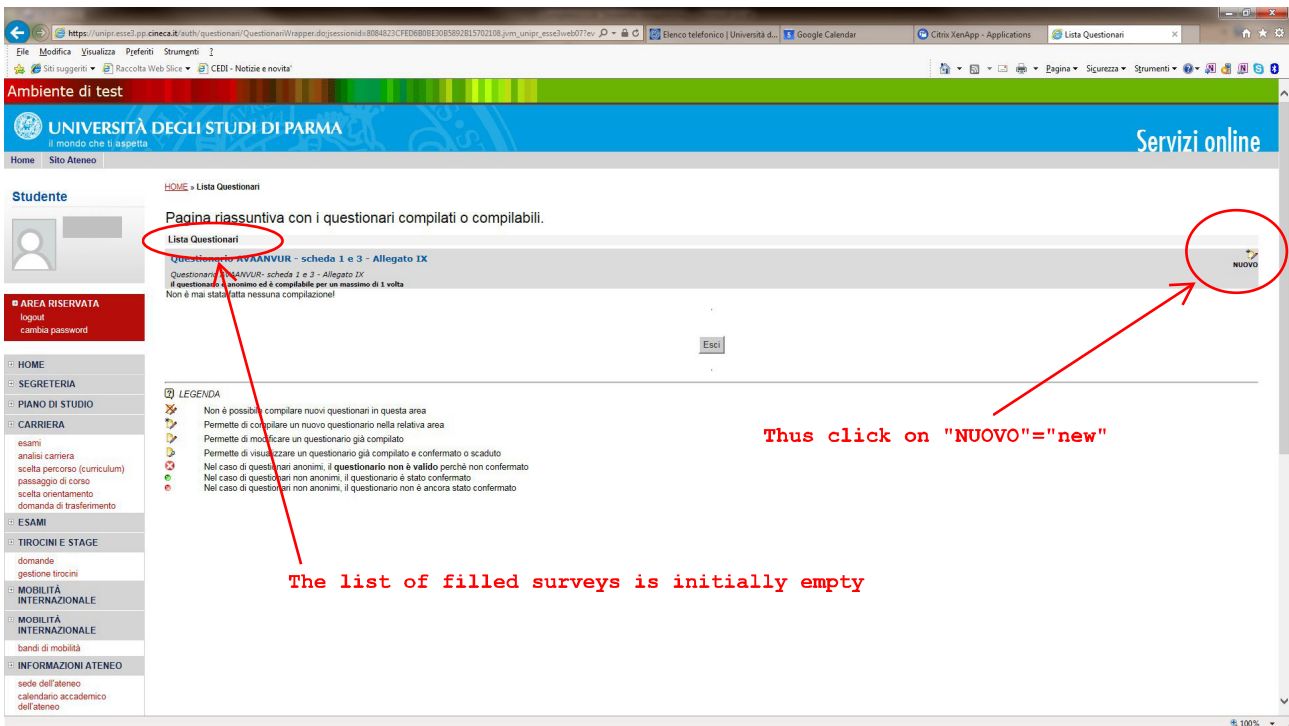 https://unipr.esse3.pp.cineca.it/auth/questionari/QuestionariWrapper.do;jsessionid=8084823CFED6B0BE30B5892B15702108.jvm_unipr_esse3web07?ev
Elenco telefonico | Università d...
Google Calendar
Citrix XenApp - Applications
Lista Questionari
File Modifica Visualizza Preferiti Strumenti ?
Siti suggeriti
Raccolta Web Slice
CEDI - Notizie e novita'
Pagina Sicurezza Strumenti
Ambiente di test
UNIVERSITÀ DEGLI STUDI DI PARMA
il mondo che ti aspetta
Servizi online
Home Sito Ateneo
Studente
HOME » Lista Questionari
Pagina riassuntiva con i questionari compilati o compilabili.
Lista Questionari
Questionario AVAANVUR - scheda 1 e 3 - Allegato IX
Questionario AVAANVUR- scheda 1 e 3 - Allegato IX
il questionario è anonimo ed è compilabile per un massimo di 1 volta
NUOVO
Non è mai stata fatta nessuna compilazione!
Esci
AREA RISERVATA
logout
cambia password
HOME
SEGRETERIA
PIANO DI STUDIO
CARRIERA
esami
analisi carriera
scelta percorso (curriculum)
passaggio di corso
scelta orientamento
domanda di trasferimento
ESAMI
TIROCINI E STAGE
domande
gestione tirocini
MOBILITÀ
INTERNAZIONALE
MOBILITÀ
INTERNAZIONALE
bandi di mobilità
INFORMAZIONI ATENEO
sede dell'ateneo
calendario accademico
dell'ateneo
LEGENDA
Non è possibile compilare nuovi questionari in questa area
Permette di compilare un nuovo questionario nella relativa area
Permette di modificare un questionario già compilato
Permette di visualizzare un questionario già compilato e confermato o scaduto
Nel caso di questionari anonimi, il questionario non è valido perchè non confermato
Nel caso di questionari non anonimi, il questionario è stato confermato
Nel caso di questionari non anonimi, il questionario non è ancora stato confermato
Thus click on "NUOVO"="new"
The list of filled surveys is initially empty
100%